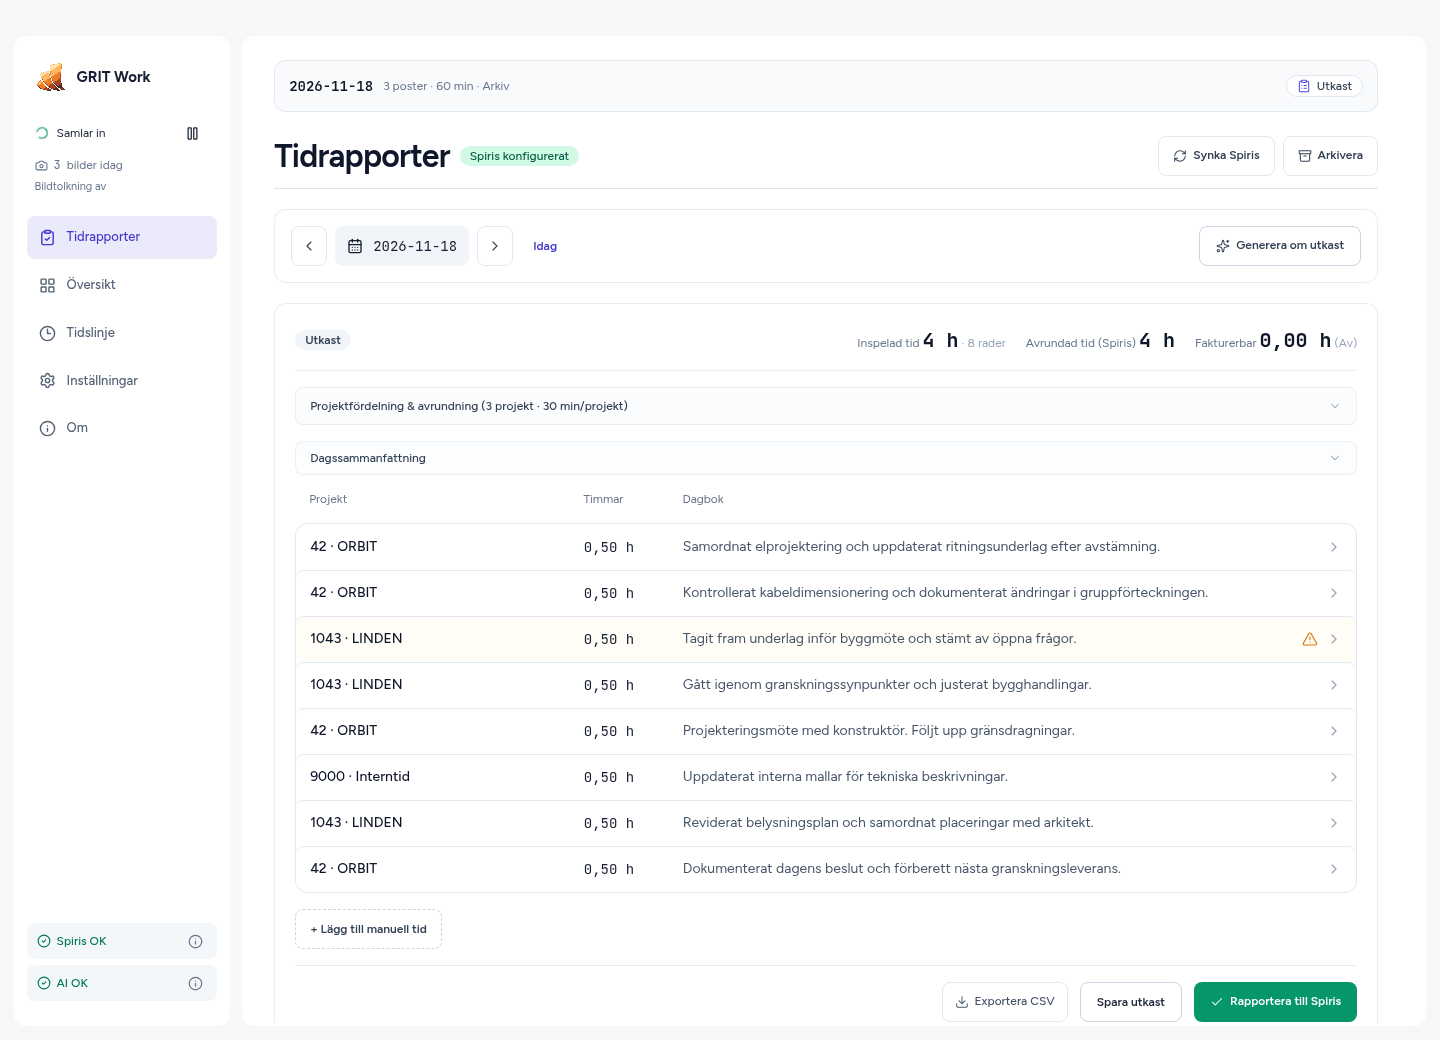 GRIT Work
Samlar in
3 bilder idag
Bildtolkning av
Tidrapporter
Översikt
Tidslinje
Inställningar
Om
Spiris OK
AI OK
2026-11-18 3 poster · 60 min · Arkiv Utkast
Tidrapporter Spiris konfigurerat Synka Spiris Arkivera
2026-11-18 Idag Generera om utkast
Utkast Inspelad tid 4 h · 8 rader Avrundad tid (Spiris) 4 h Fakturerbar 0,00 h (Av)
Projektfördelning & avrundning (3 projekt · 30 min/projekt)
Dagssammanfattning
Projekt Timmar Dagbok
42 · ORBIT 0,50 h Samordnat elprojektering och uppdaterat ritningsunderlag efter avstämning.
42 · ORBIT 0,50 h Kontrollerat kabeldimensionering och dokumenterat ändringar i gruppförteckningen.
1043 · LINDEN 0,50 h Tagit fram underlag inför byggmöte och stämt av öppna frågor.
1043 · LINDEN 0,50 h Gått igenom granskningssynpunkter och justerat bygghandlingar.
42 · ORBIT 0,50 h Projekteringsmöte med konstruktör. Följt upp gränsdragningar.
9000 · Interntid 0,50 h Uppdaterat interna mallar för tekniska beskrivningar.
1043 · LINDEN 0,50 h Reviderat belysningsplan och samordnat placeringar med arkitekt.
42 · ORBIT 0,50 h Dokumenterat dagens beslut och förberett nästa granskningsleverans.
+ Lägg till manuell tid
Exportera CSV Spara utkast Rapportera till Spiris